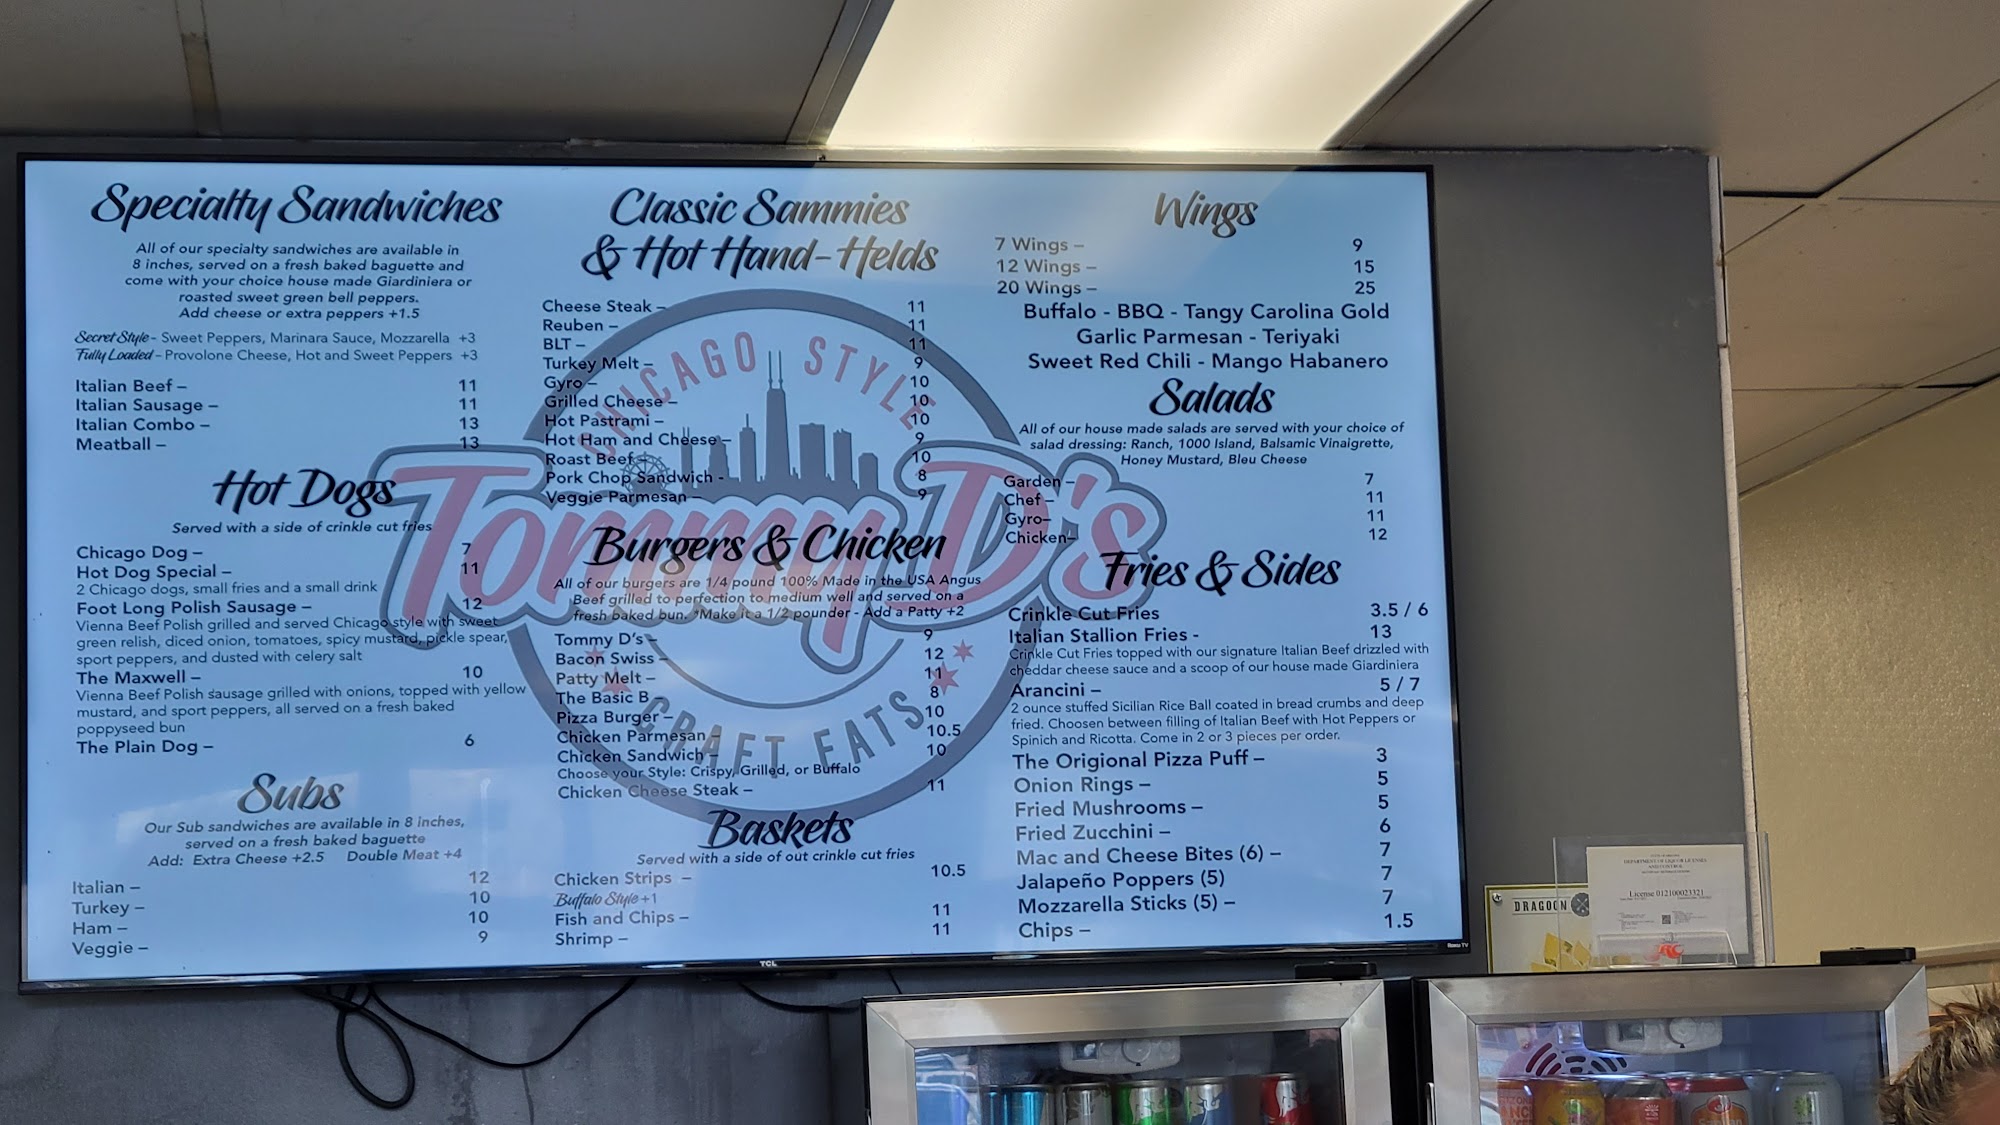 Specialty Sandwiches
All of our specialty sandwiches are available in
8 inches, served on a fresh baked baguette and
come with your choice house made Giardiniera or
roasted sweet green bell peppers.
Add cheese or extra peppers +1.5
Secret Style - Sweet Peppers, Marinara Sauce, Mozzarella +3
Fully Loaded - Provolone Cheese, Hot and Sweet Peppers +3
Italian Beef – 11
Italian Sausage – 11
Italian Combo – 13
Meatball – 13
Hot Dogs
Served with a side of crinkle cut fries
Chicago Dog – 7
Hot Dog Special – 11
2 Chicago dogs, small fries and a small drink
Foot Long Polish Sausage – 12
Vienna Beef Polish grilled and served Chicago style with sweet
green relish, diced onion, tomatoes, spicy mustard, pickle spear,
sport peppers, and dusted with celery salt
The Maxwell – 10
Vienna Beef Polish sausage grilled with onions, topped with yellow
mustard, and sport peppers, all served on a fresh baked
poppyseed bun
The Plain Dog – 6
Subs
Our Sub sandwiches are available in 8 inches,
served on a fresh baked baguette
Add: Extra Cheese +2.5 Double Meat +4
Italian – 12
Turkey – 10
Ham – 10
Veggie – 9
Classic Sammies
& Hot Hand-Helds
Cheese Steak – 11
Reuben – 11
BLT – 11
Turkey Melt – 9
Gyro – 10
Grilled Cheese – 10
Hot Pastrami – 10
Hot Ham and Cheese – 9
Roast Beef – 10
Pork Chop Sandwich - 8
Veggie Parmesan – 9
Burgers & Chicken
All of our burgers are 1/4 pound 100% Made in the USA Angus
Beef grilled to perfection to medium well and served on a
fresh baked bun. *Make it a 1/2 pounder - Add a Patty +2
Tommy D's – 9
Bacon Swiss – 12
Patty Melt – 11
The Basic B – 8
Pizza Burger – 10
Chicken Parmesan – 10.5
Chicken Sandwich – 10
Choose your Style: Crispy, Grilled, or Buffalo
Chicken Cheese Steak – 11
Baskets
Served with a side of out crinkle cut fries
Chicken Strips – 10.5
Buffalo Style +1
Fish and Chips – 11
Shrimp – 11
Wings
7 Wings – 9
12 Wings – 15
20 Wings – 25
Buffalo - BBQ - Tangy Carolina Gold
Garlic Parmesan - Teriyaki
Sweet Red Chili - Mango Habanero
Salads
All of our house made salads are served with your choice of
salad dressing: Ranch, 1000 Island, Balsamic Vinaigrette,
Honey Mustard, Bleu Cheese
Garden – 7
Chef – 11
Gyro– 11
Chicken– 12
Fries & Sides
Crinkle Cut Fries 3.5 / 6
Italian Stallion Fries - 13
Crinkle Cut Fries topped with our signature Italian Beef drizzled with
cheddar cheese sauce and a scoop of our house made Giardiniera
Arancini – 5 / 7
2 ounce stuffed Sicilian Rice Ball coated in bread crumbs and deep
fried. Choosen between filling of Italian Beef with Hot Peppers or
Spinich and Ricotta. Come in 2 or 3 pieces per order.
The Origional Pizza Puff – 3
Onion Rings – 5
Fried Mushrooms – 5
Fried Zucchini – 6
Mac and Cheese Bites (6) – 7
Jalapeño Poppers (5) 7
Mozzarella Sticks (5) – 7
Chips – 1.5
CHICAGO STYLE
Tommy D's
CRAFT EATS
TCL
Roku TV
DRAGOON
DEPARTMENT OF LIQUOR LICENSES
AND CONTROL
License 012100023321
RC